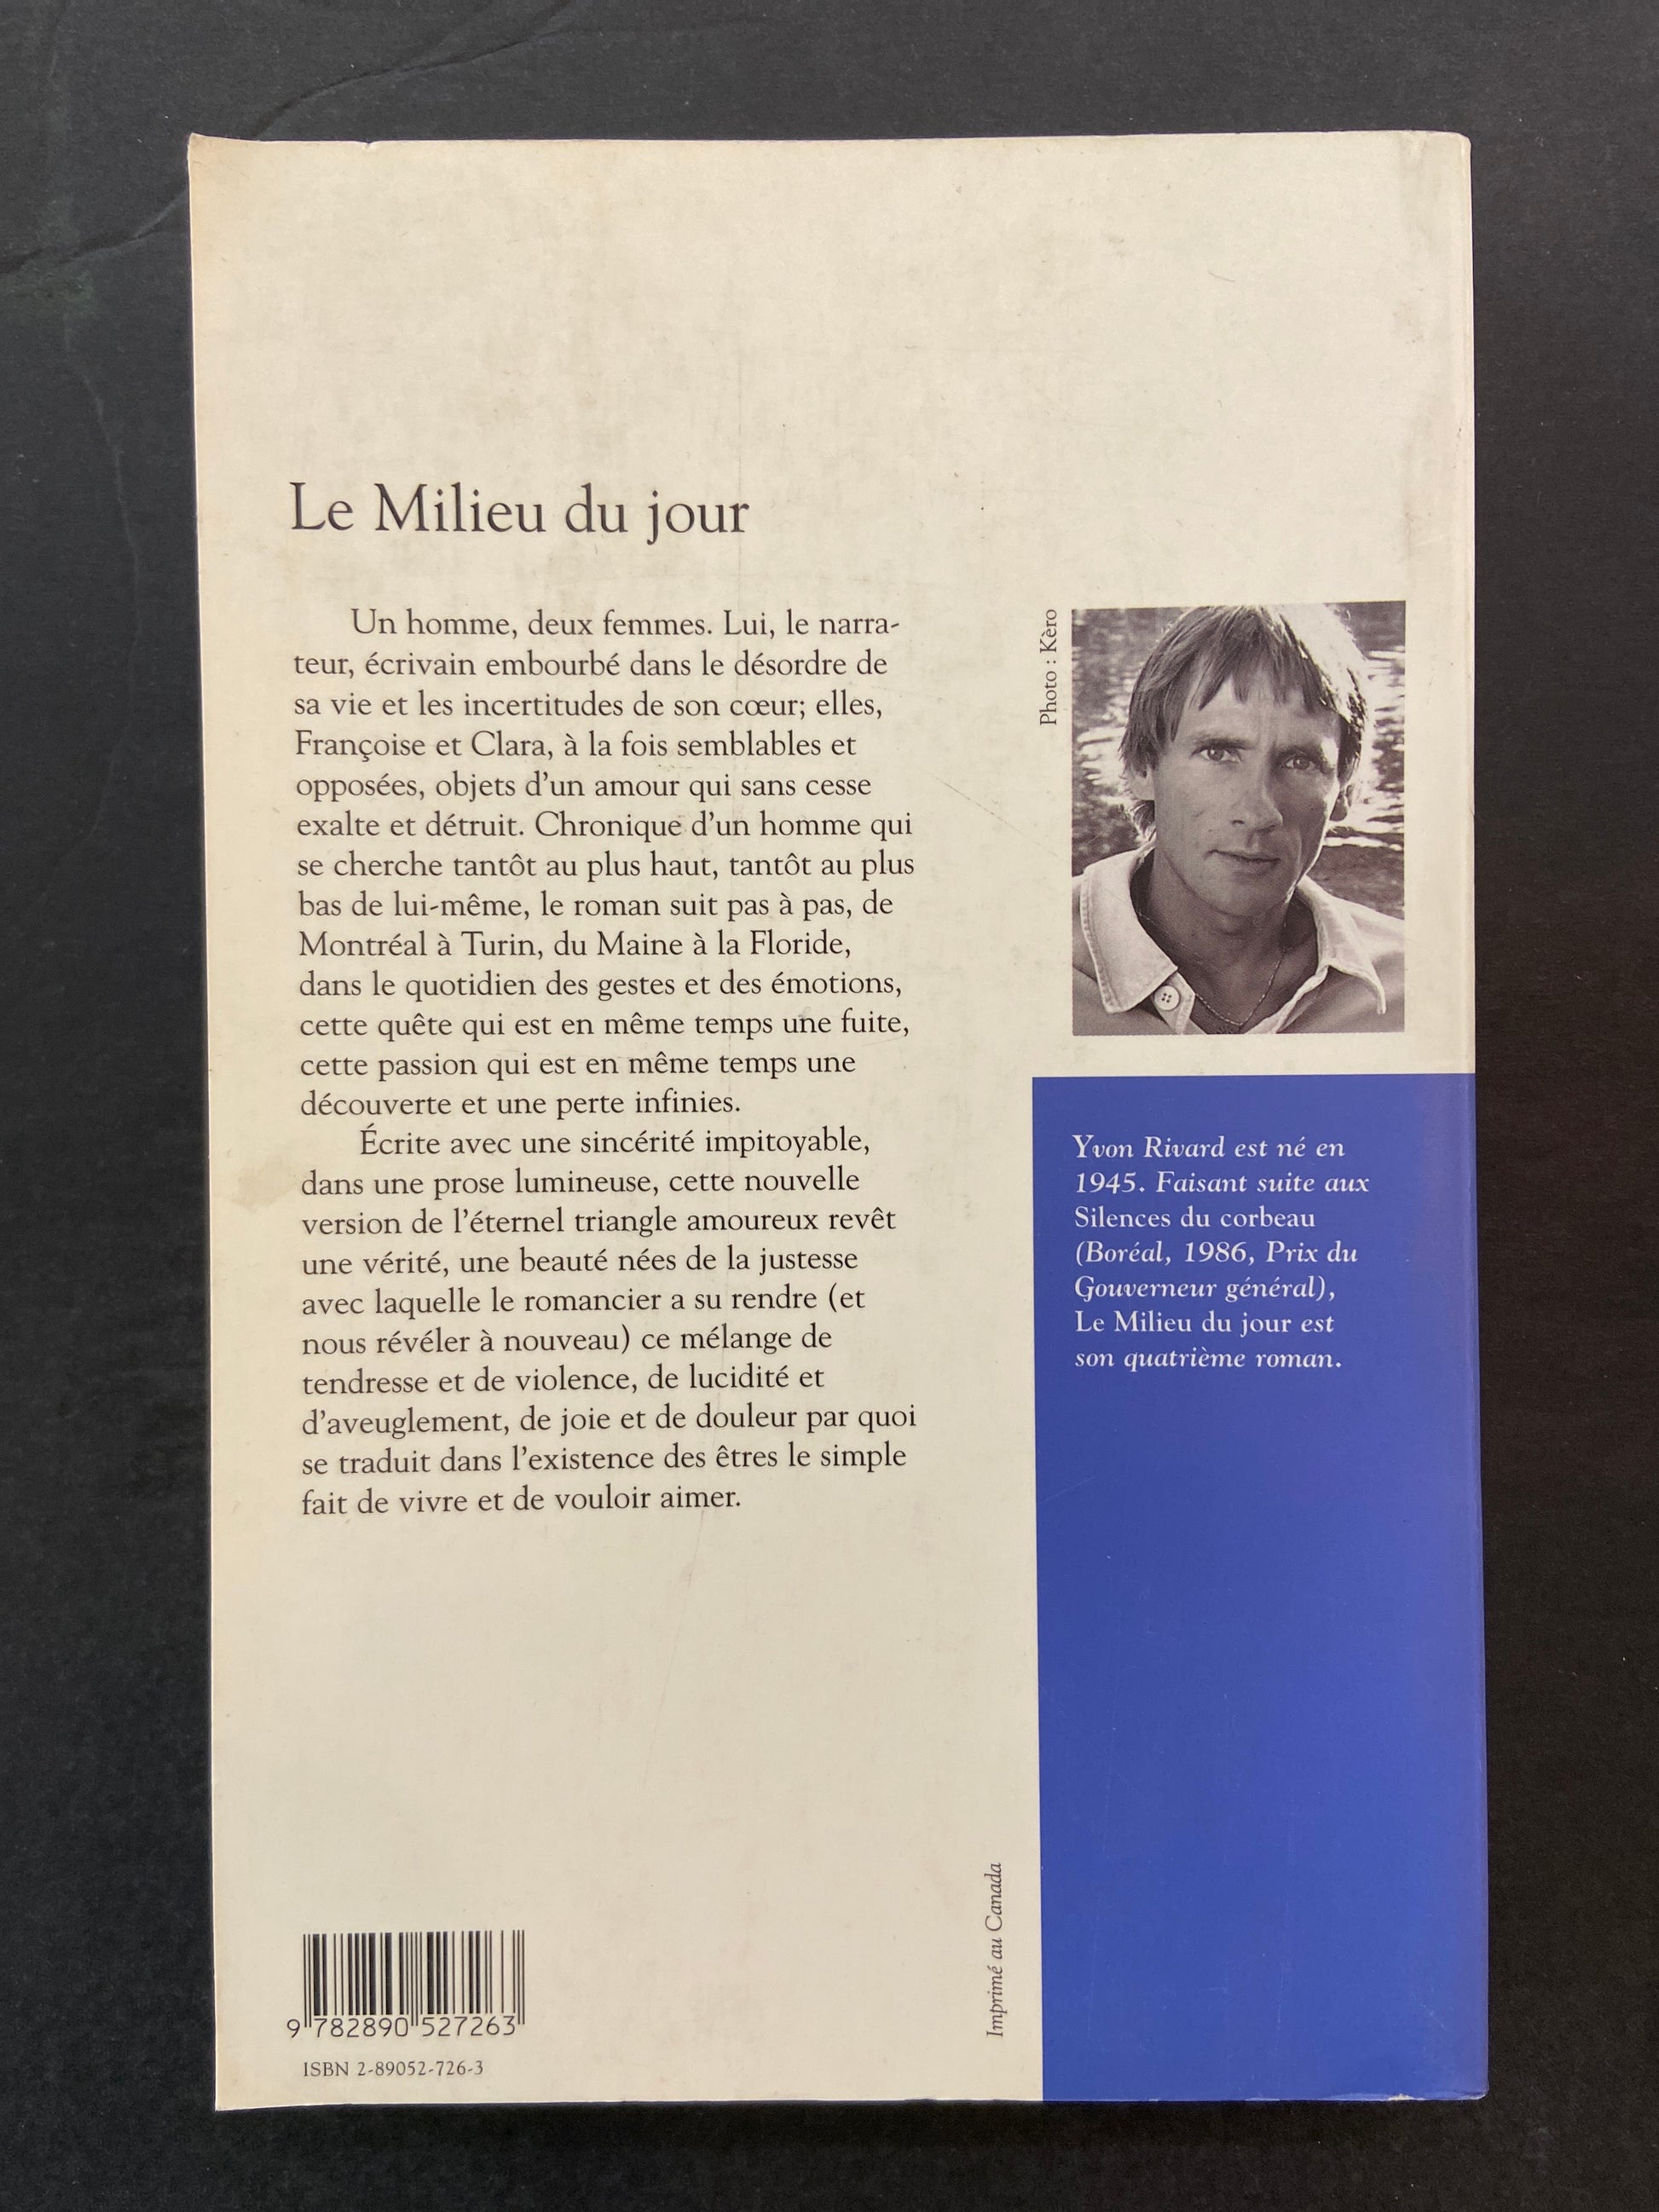 Le Milieu du jour
Un homme, deux femmes. Lui, le narra-
teur, écrivain embourbé dans le désordre de
sa vie et les incertitudes de son cœur; elles,
Françoise et Clara, à la fois semblables et
opposées, objets d'un amour qui sans cesse
exalte et détruit. Chronique d'un homme qui
se cherche tantôt au plus haut, tantôt au plus
bas de lui-même, le roman suit pas à pas, de
Montréal à Turin, du Maine à la Floride,
dans le quotidien des gestes et des émotions,
cette quête qui est en même temps une fuite,
cette passion qui est en même temps une
découverte et une perte infinies.
Écrite avec une sincérité impitoyable,
dans une prose lumineuse, cette nouvelle
version de l'éternel triangle amoureux revêt
une vérité, une beauté nées de la justesse
avec laquelle le romancier a su rendre (et
nous révéler à nouveau) ce mélange de
tendresse et de violence, de lucidité et
d'aveuglement, de joie et de douleur par quoi
se traduit dans l'existence des êtres le simple
fait de vivre et de vouloir aimer.
Photo : Kèro
Yvon Rivard est né en
1945. Faisant suite aux
Silences du corbeau
(Boréal, 1986, Prix du
Gouverneur général),
Le Milieu du jour est
son quatrième roman.
Imprimé au Canada
9 782890 527263
ISBN 2-89052-726-3